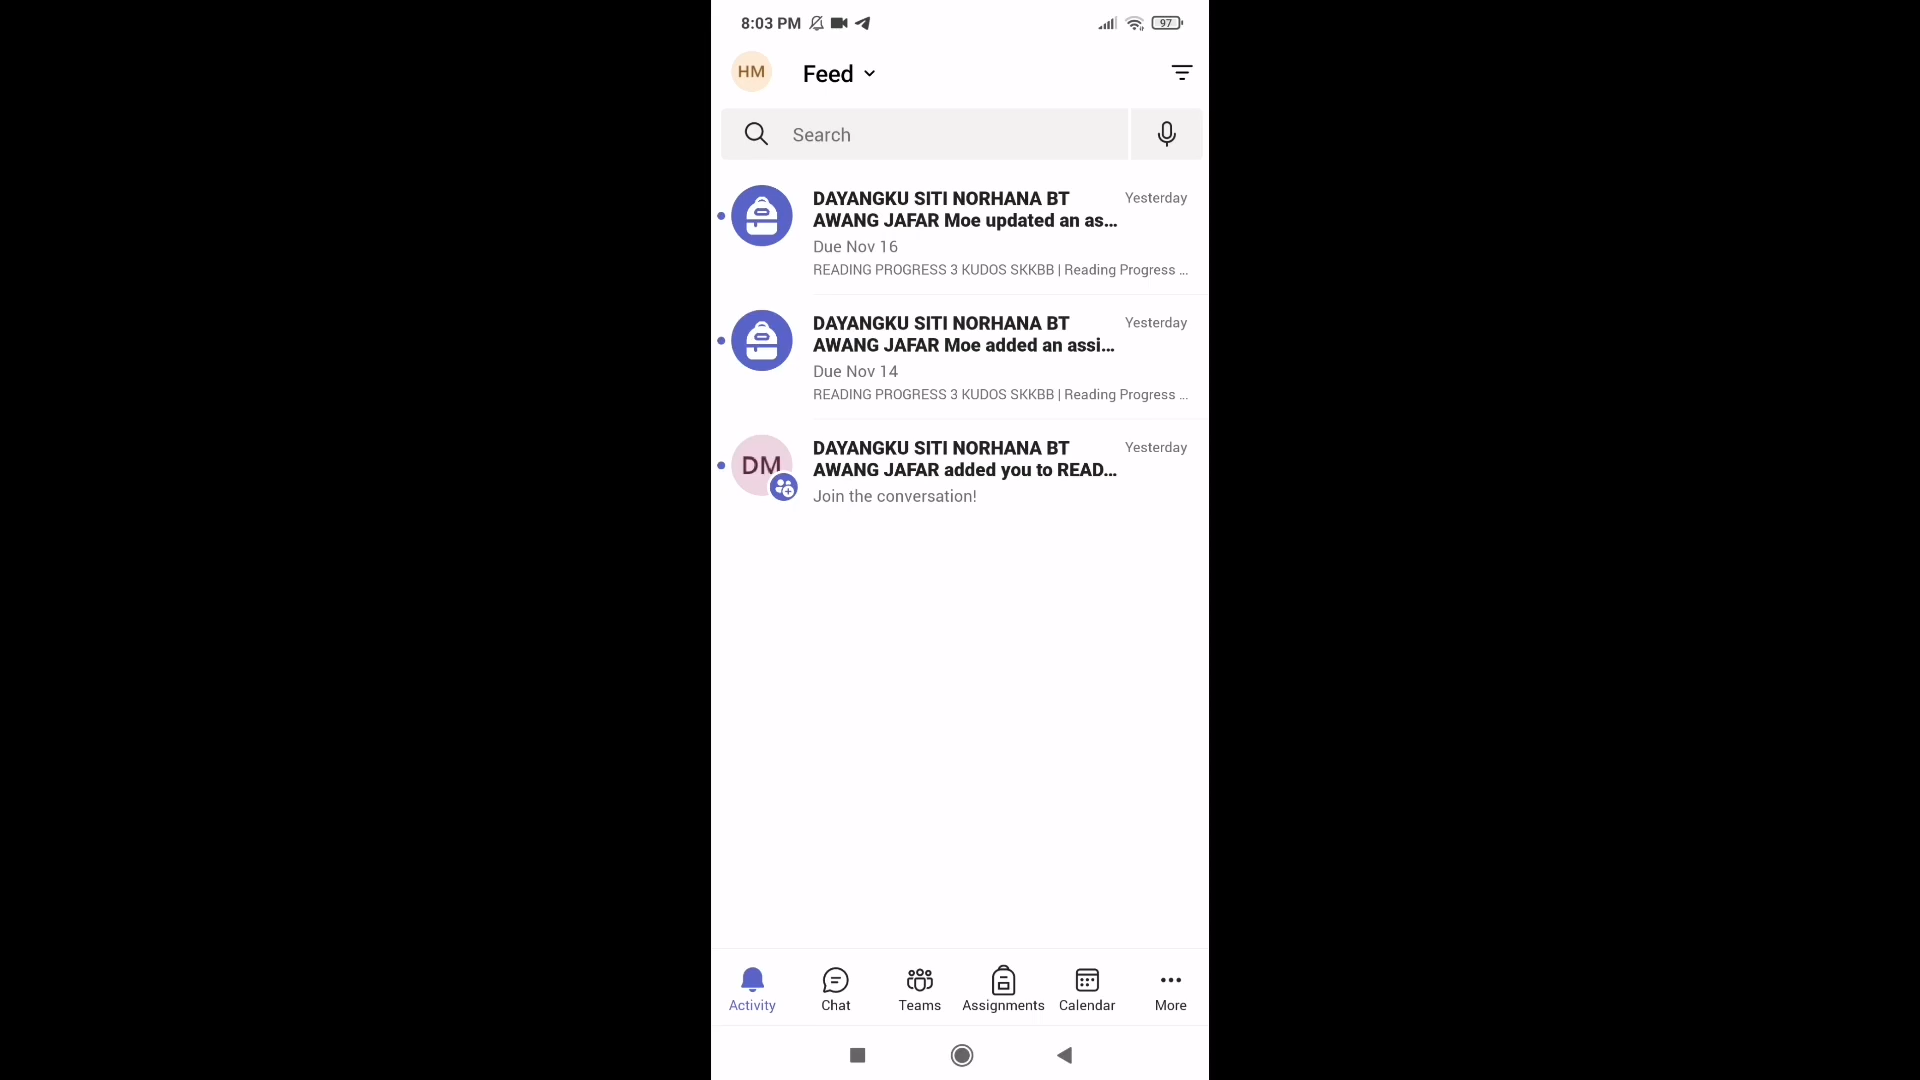 8:03 PM
97
HM
Feed
Search
DAYANGKU SITI NORHANA BT
Yesterday
AWANG JAFAR Moe updated an as...
Due Nov 16
READING PROGRESS 3 KUDOS SKKBB | Reading Progress ...
DAYANGKU SITI NORHANA BT
Yesterday
AWANG JAFAR Moe added an assi...
Due Nov 14
READING PROGRESS 3 KUDOS SKKBB | Reading Progress ...
DM
DAYANGKU SITI NORHANA BT
Yesterday
AWANG JAFAR added you to READ...
Join the conversation!
Activity
Chat
Teams
Assignments
Calendar
More